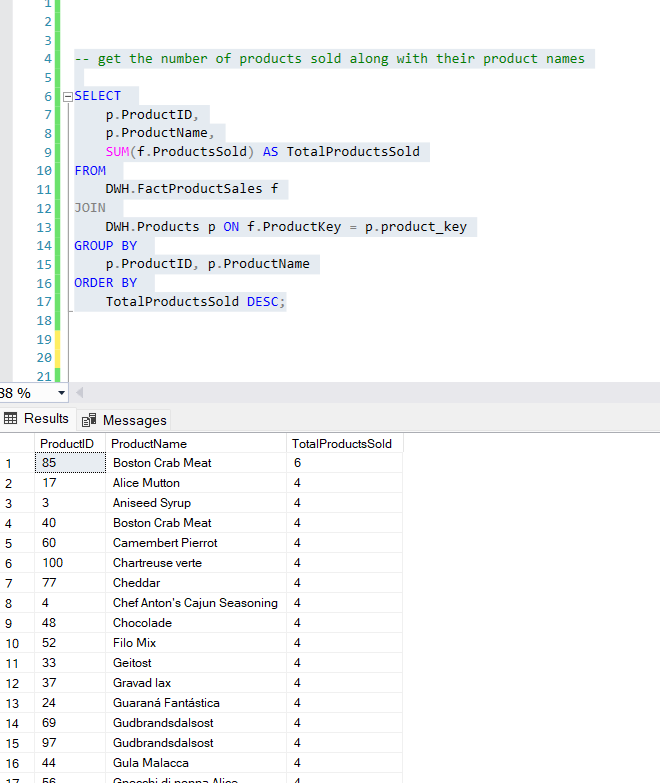 1
2
3
4 -- get the number of products sold along with their product names
5
6 SELECT
7 p.ProductID,
8 p.ProductName,
9 SUM(f.ProductsSold) AS TotalProductsSold
10 FROM
11 DWH.FactProductSales f
12 JOIN
13 DWH.Products p ON f.ProductKey = p.product_key
14 GROUP BY
15 p.ProductID, p.ProductName
16 ORDER BY
17 TotalProductsSold DESC;
18
19
20
21
38 %
Results Messages
ProductID ProductName TotalProductsSold
1 85 Boston Crab Meat 6
2 17 Alice Mutton 4
3 3 Aniseed Syrup 4
4 40 Boston Crab Meat 4
5 60 Camembert Pierrot 4
6 100 Chartreuse verte 4
7 77 Cheddar 4
8 4 Chef Anton's Cajun Seasoning 4
9 48 Chocolade 4
10 52 Filo Mix 4
11 33 Geitost 4
12 37 Gravad lax 4
13 24 Guaraná Fantástica 4
14 69 Gudbrandsdalsost 4
15 97 Gudbrandsdalsost 4
16 44 Gula Malacca 4
17 56 Gnocchi di nonna Alice 4